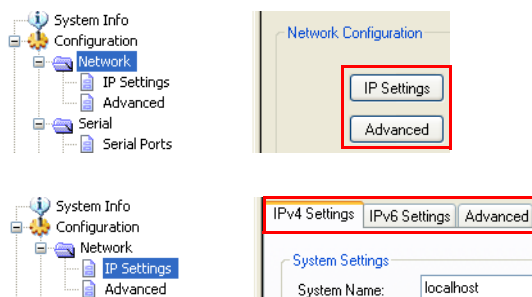 System Info
Configuration
Network
IP Settings
Advanced
Serial
Serial Ports
Network Configuration
IP Settings
Advanced
System Info
Configuration
Network
IP Settings
Advanced
IPv4 Settings IPv6 Settings Advanced
System Settings
System Name: localhost